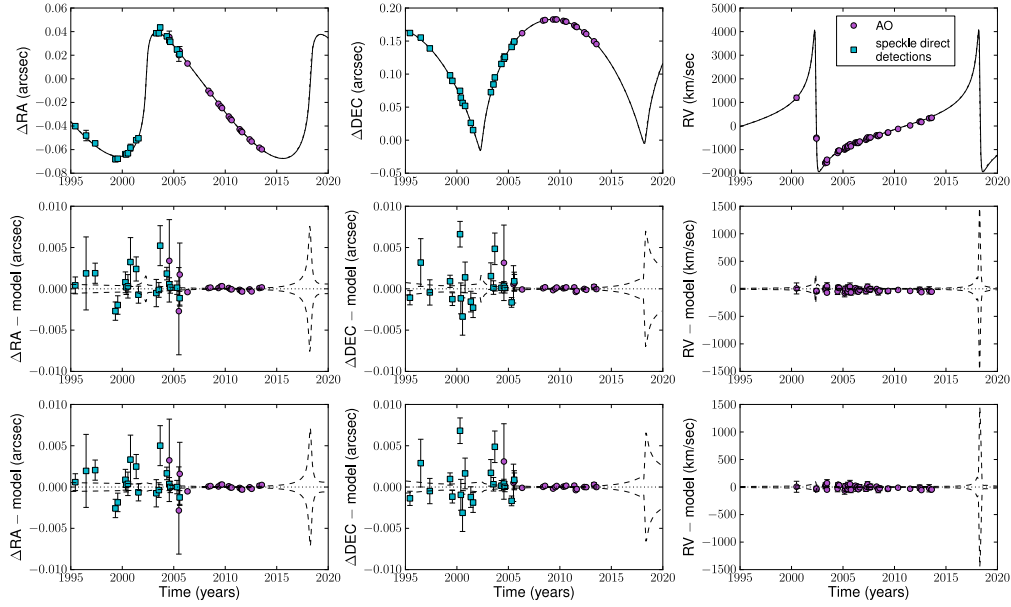 ΔRA (arcsec)
0.06
0.04
0.02
0.00
−0.02
−0.04
−0.06
−0.08
1995 2000 2005 2010 2015 2020
ΔDEC (arcsec)
0.20
0.15
0.10
0.05
0.00
−0.05
1995 2000 2005 2010 2015 2020
RV (km/sec)
5000
4000
3000
2000
1000
0
−1000
−2000
1995 2000 2005 2010 2015 2020
AO
speckle direct
detections
ΔRA − model (arcsec)
0.010
0.005
0.000
−0.005
−0.010
1995 2000 2005 2010 2015 2020
ΔDEC − model (arcsec)
0.010
0.005
0.000
−0.005
−0.010
1995 2000 2005 2010 2015 2020
RV − model (km/sec)
1500
1000
500
0
−500
−1000
−1500
1995 2000 2005 2010 2015 2020
ΔRA − model (arcsec)
0.010
0.005
0.000
−0.005
−0.010
1995 2000 2005 2010 2015 2020
Time (years)
ΔDEC − model (arcsec)
0.010
0.005
0.000
−0.005
−0.010
1995 2000 2005 2010 2015 2020
Time (years)
RV − model (km/sec)
1500
1000
500
0
−500
−1000
−1500
1995 2000 2005 2010 2015 2020
Time (years)